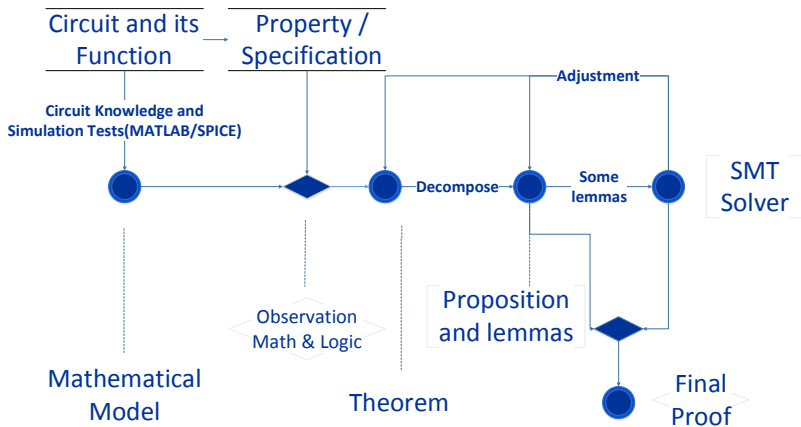 Circuit and its
Function
Property /
Specification
Adjustment
Circuit Knowledge and
Simulation Tests(MATLAB/SPICE)
Decompose
Some
lemmas
SMT
Solver
Observation
Math & Logic
Proposition
and lemmas
Mathematical
Model
Theorem
Final
Proof